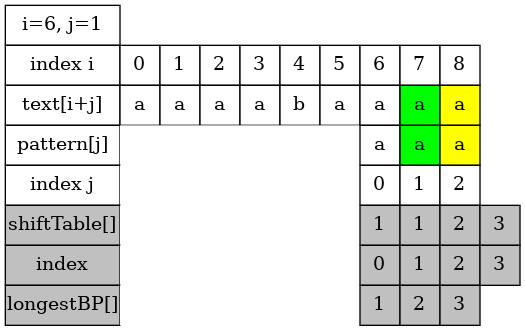 i=6, j=1
index i 0 1 2 3 4 5 6 7 8
text[i+j] a a a a b a a a a
pattern[j] a a a
index j 0 1 2
shiftTable[] 1 1 2 3
index 0 1 2 3
longestBP[] 1 2 3